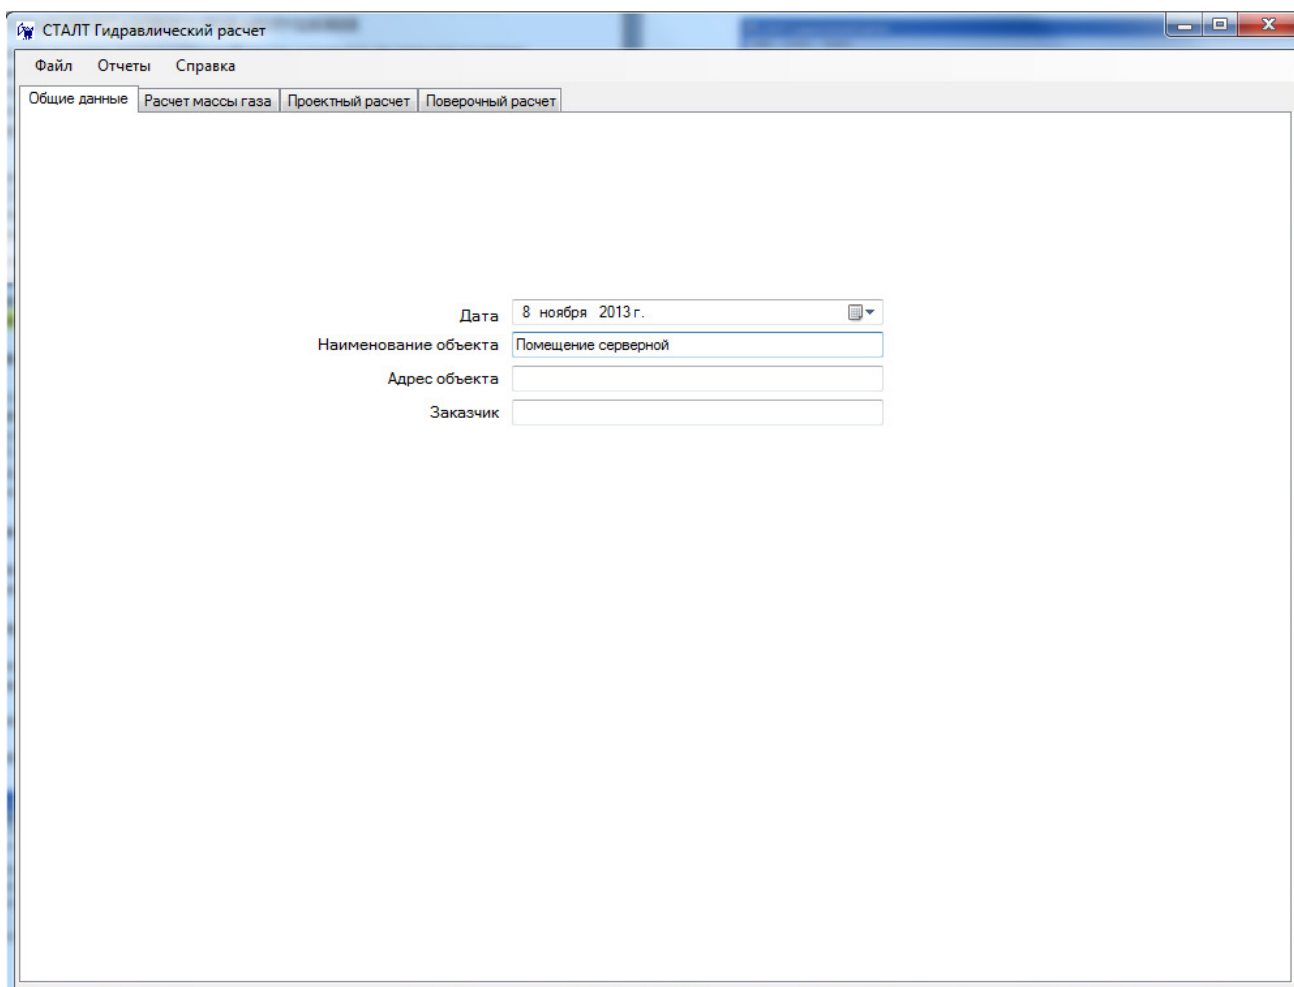 СТАЛТ Гидравлический расчет
Файл Отчеты Справка
Общие данные Расчет массы газа Проектный расчет Поверочный расчет
Дата 8 ноября 2013 г.
Наименование объекта Помещение серверной
Адрес объекта
Заказчик